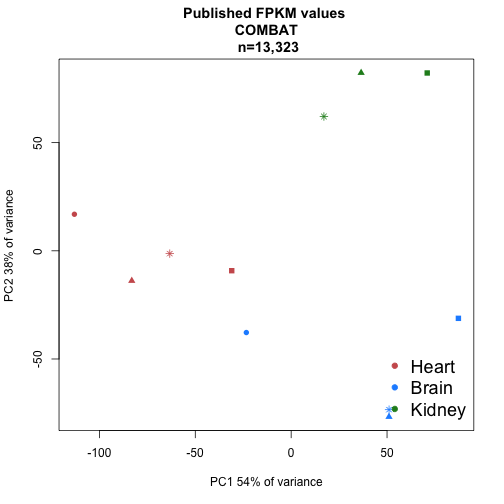 Published FPKM values
COMBAT
n=13,323
PC2 38% of variance
50
0
-50
Heart
Brain
Kidney
-100
-50
0
50
PC1 54% of variance